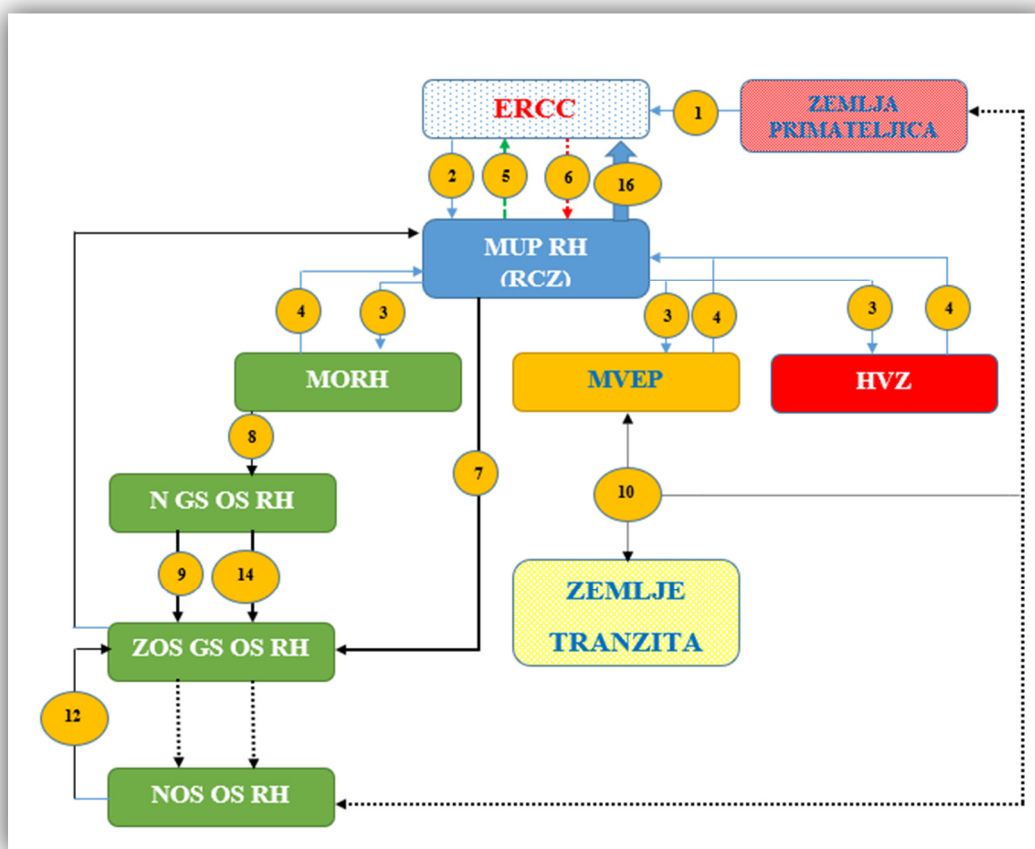 ERCC
1
ZEMLJA
PRIMATELJICA
2
5
6
16
MUP RH
(RCZ)
4
3
3
4
3
4
MORH
MVEP
HVZ
8
7
N GS OS RH
10
9
14
ZEMLJE
TRANZITA
ZOS GS OS RH
12
NOS OS RH